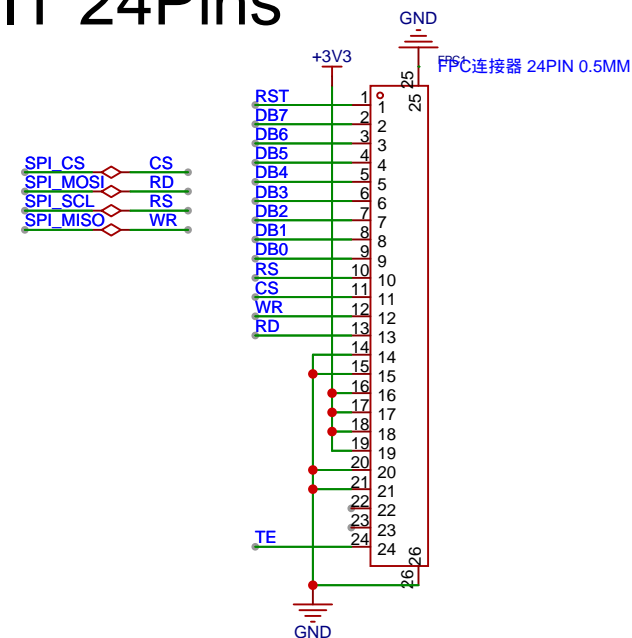 24Pins
GND
+3V3
FPC1
FPC连接器 24PIN 0.5MM
25
25
RST 1 1
DB7 2 2
DB6 3 3
DB5 4 4
DB4 5 5
DB3 6 6
DB2 7 7
DB1 8 8
DB0 9 9
RS 10 10
CS 11 11
WR 12 12
RD 13 13
14 14
15 15
16 16
17 17
18 18
19 19
20 20
21 21
22 22
23 23
TE 24 24
26
26
GND
SPI_CS CS
SPI_MOSI RD
SPI_SCL RS
SPI_MISO WR